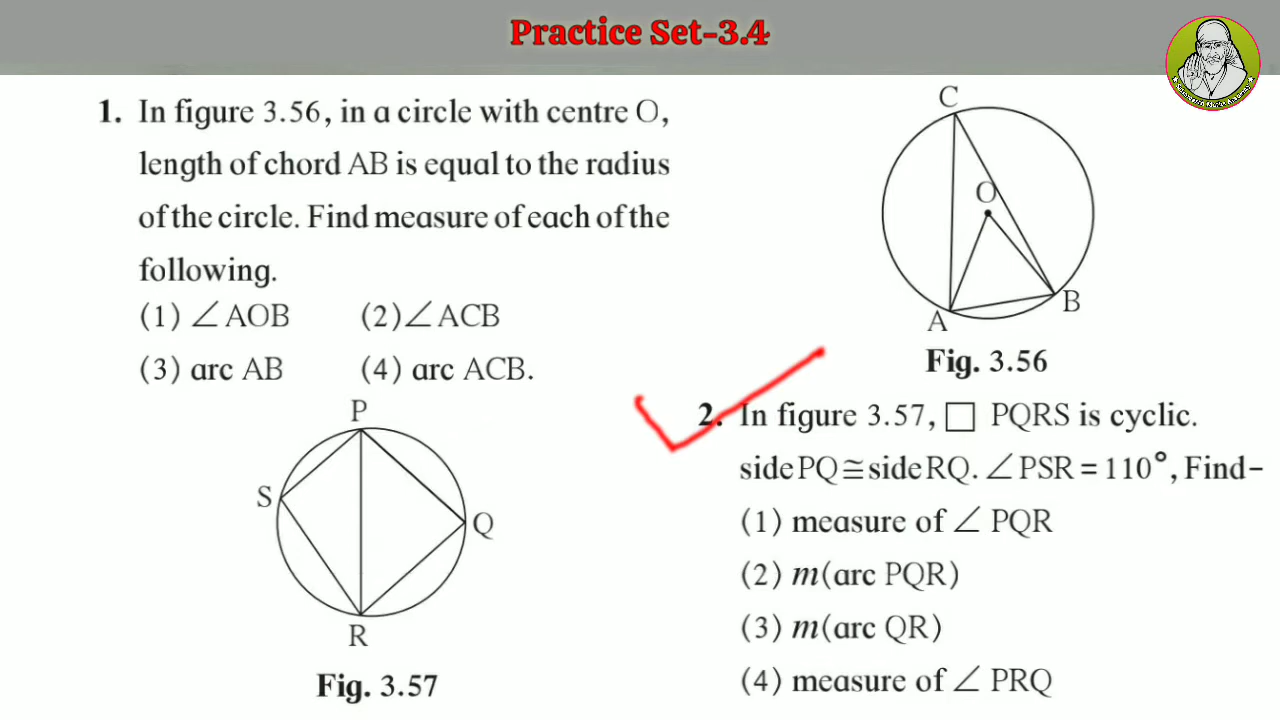 Practice Set-3.4
1. In figure 3.56, in a circle with centre O,
length of chord AB is equal to the radius
of the circle. Find measure of each of the
following.
(1) ∠AOB (2)∠ACB
(3) arc AB (4) arc ACB.
C
O
A
B
Fig. 3.56
P
S
Q
R
Fig. 3.57
2. In figure 3.57, □ PQRS is cyclic.
side PQ ≅ side RQ. ∠PSR = 110°, Find-
(1) measure of ∠ PQR
(2) m(arc PQR)
(3) m(arc QR)
(4) measure of ∠ PRQ